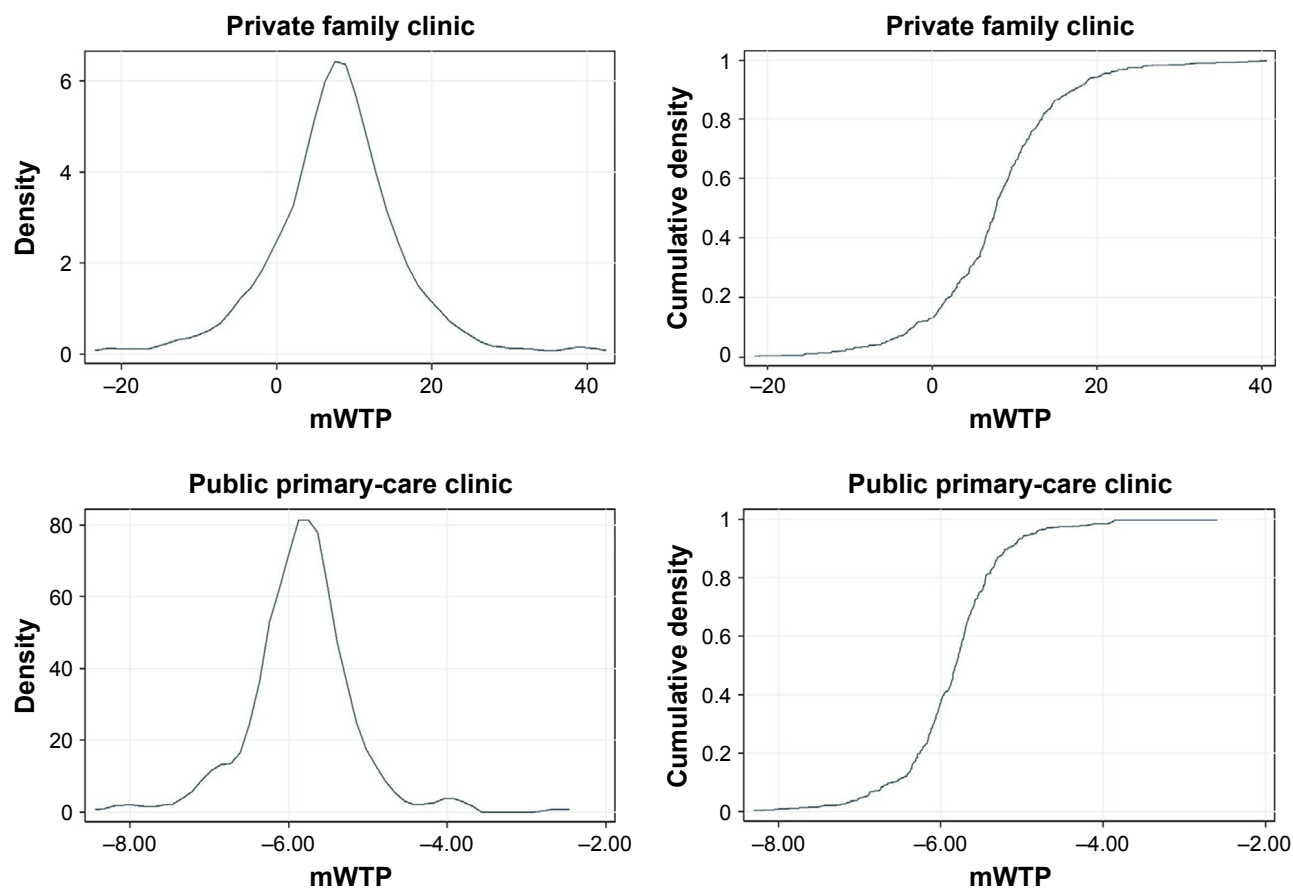 Private family clinic
Density
6
4
2
0
–20 0 20 40
mWTP
Private family clinic
Cumulative density
1
0.8
0.6
0.4
0.2
0
–20 0 20 40
mWTP
Public primary-care clinic
Density
80
60
40
20
0
–8.00 –6.00 –4.00 –2.00
mWTP
Public primary-care clinic
Cumulative density
1
0.8
0.6
0.4
0.2
0
–8.00 –6.00 –4.00 –2.00
mWTP